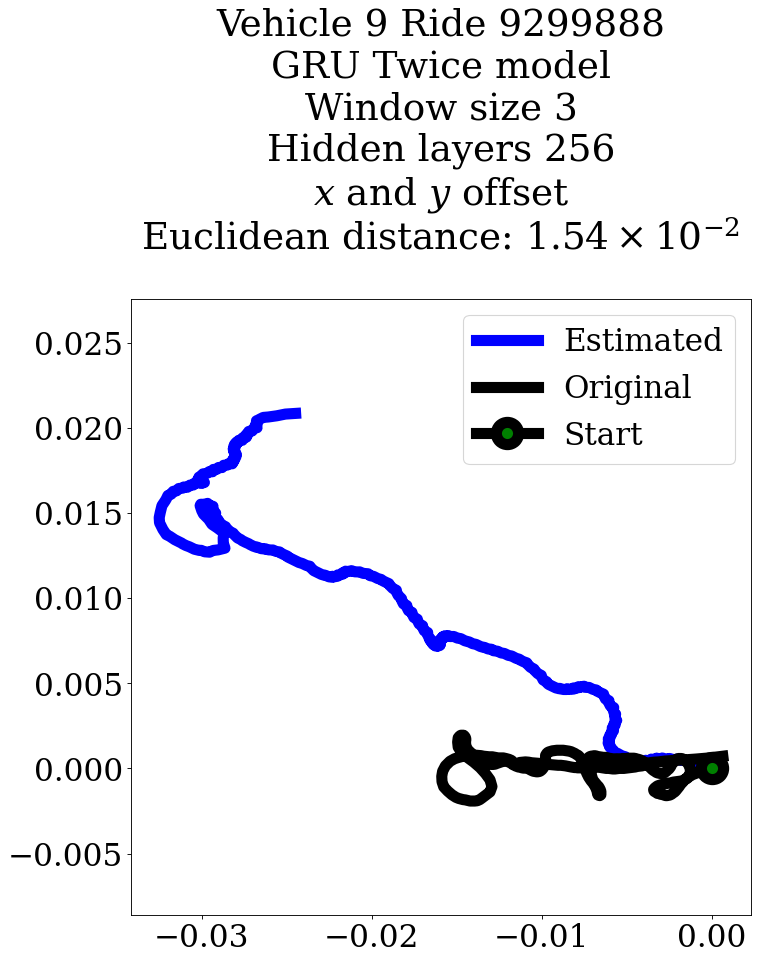 Vehicle 9 Ride 9299888
GRU Twice model
Window size 3
Hidden layers 256
x and y offset
Euclidean distance: 1.54 × 10⁻²
Estimated
Original
Start
0.025
0.020
0.015
0.010
0.005
0.000
−0.005
−0.03 −0.02 −0.01 0.00